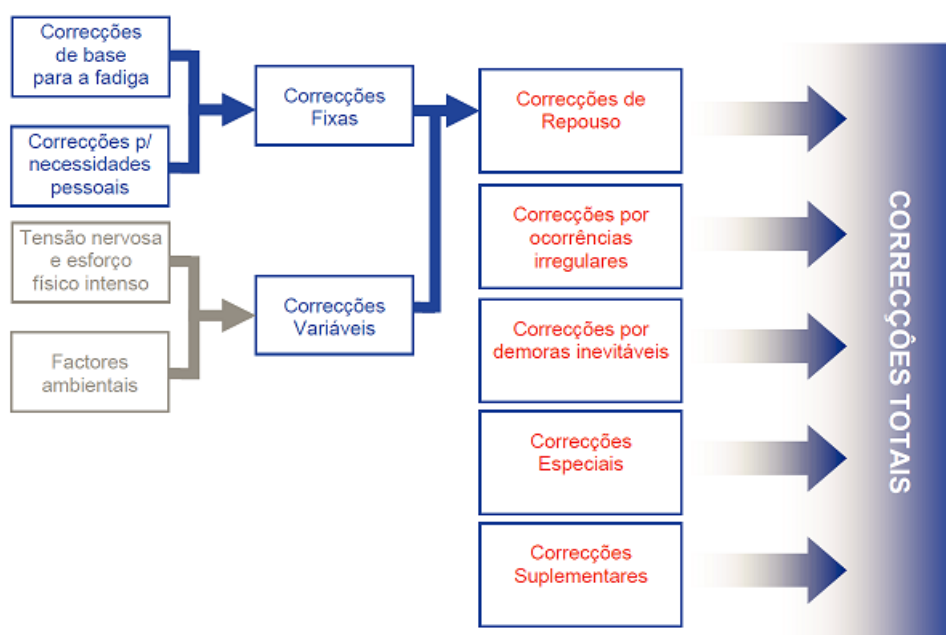 Correcções
de base
para a fadiga
Correcções p/
necessidades
pessoais
Tensão nervosa
e esforço
físico intenso
Factores
ambientais
Correcções
Fixas
Correcções
Variáveis
Correcções de
Repouso
Correcções por
ocorrências
irregulares
Correcções por
demoras inevitáveis
Correcções
Especiais
Correcções
Suplementares
CORRECÇÕES TOTAIS